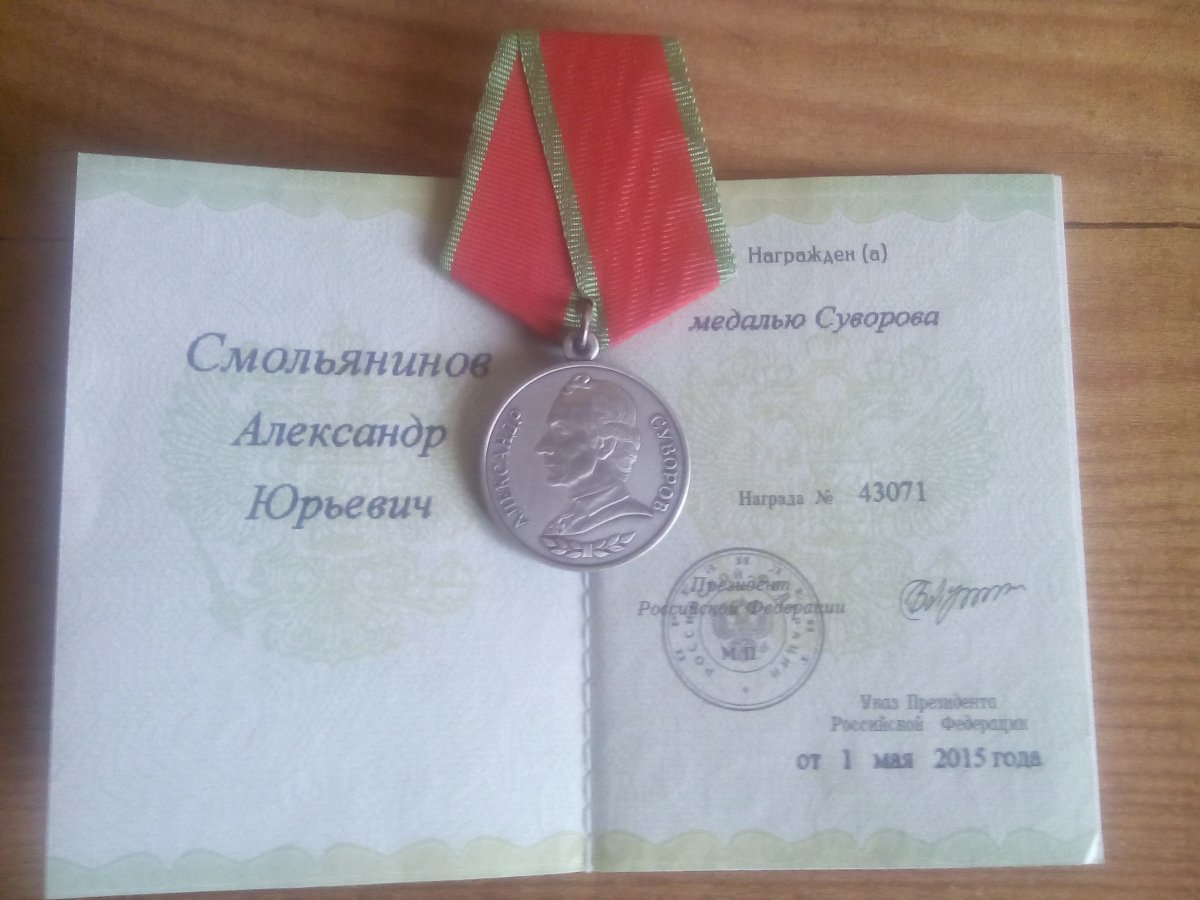 Смольянинов
Александр
Юрьевич
АЛЕКСАНДР СУВОРОВ
Награжден (а)
медалью Суворова
Награда № 43071
Президент
Российской Федерации
М.П.
Указ Президента
Российской Федерации
от 1 мая 2015 года